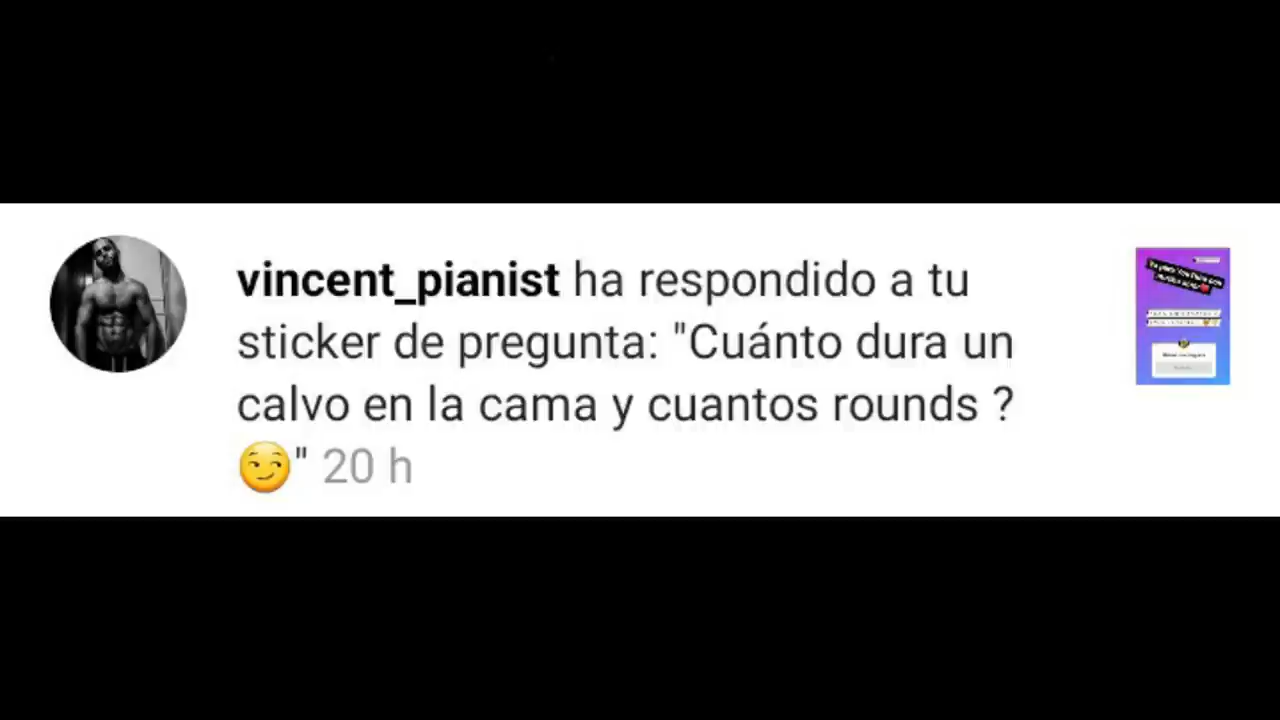 vincent_pianist ha respondido a tu
sticker de pregunta: "Cuánto dura un
calvo en la cama y cuantos rounds ?
😏" 20 h